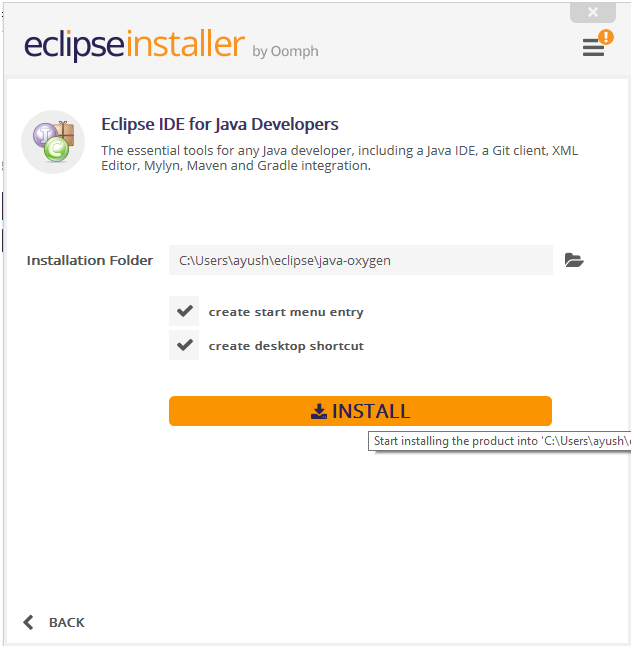 eclipseinstaller by Oomph
Eclipse IDE for Java Developers
The essential tools for any Java developer, including a Java IDE, a Git client, XML
Editor, Mylyn, Maven and Gradle integration.
Installation Folder C:\Users\ayush\eclipse\java-oxygen
create start menu entry
create desktop shortcut
INSTALL
Start installing the product into 'C:\Users\ayush\
BACK